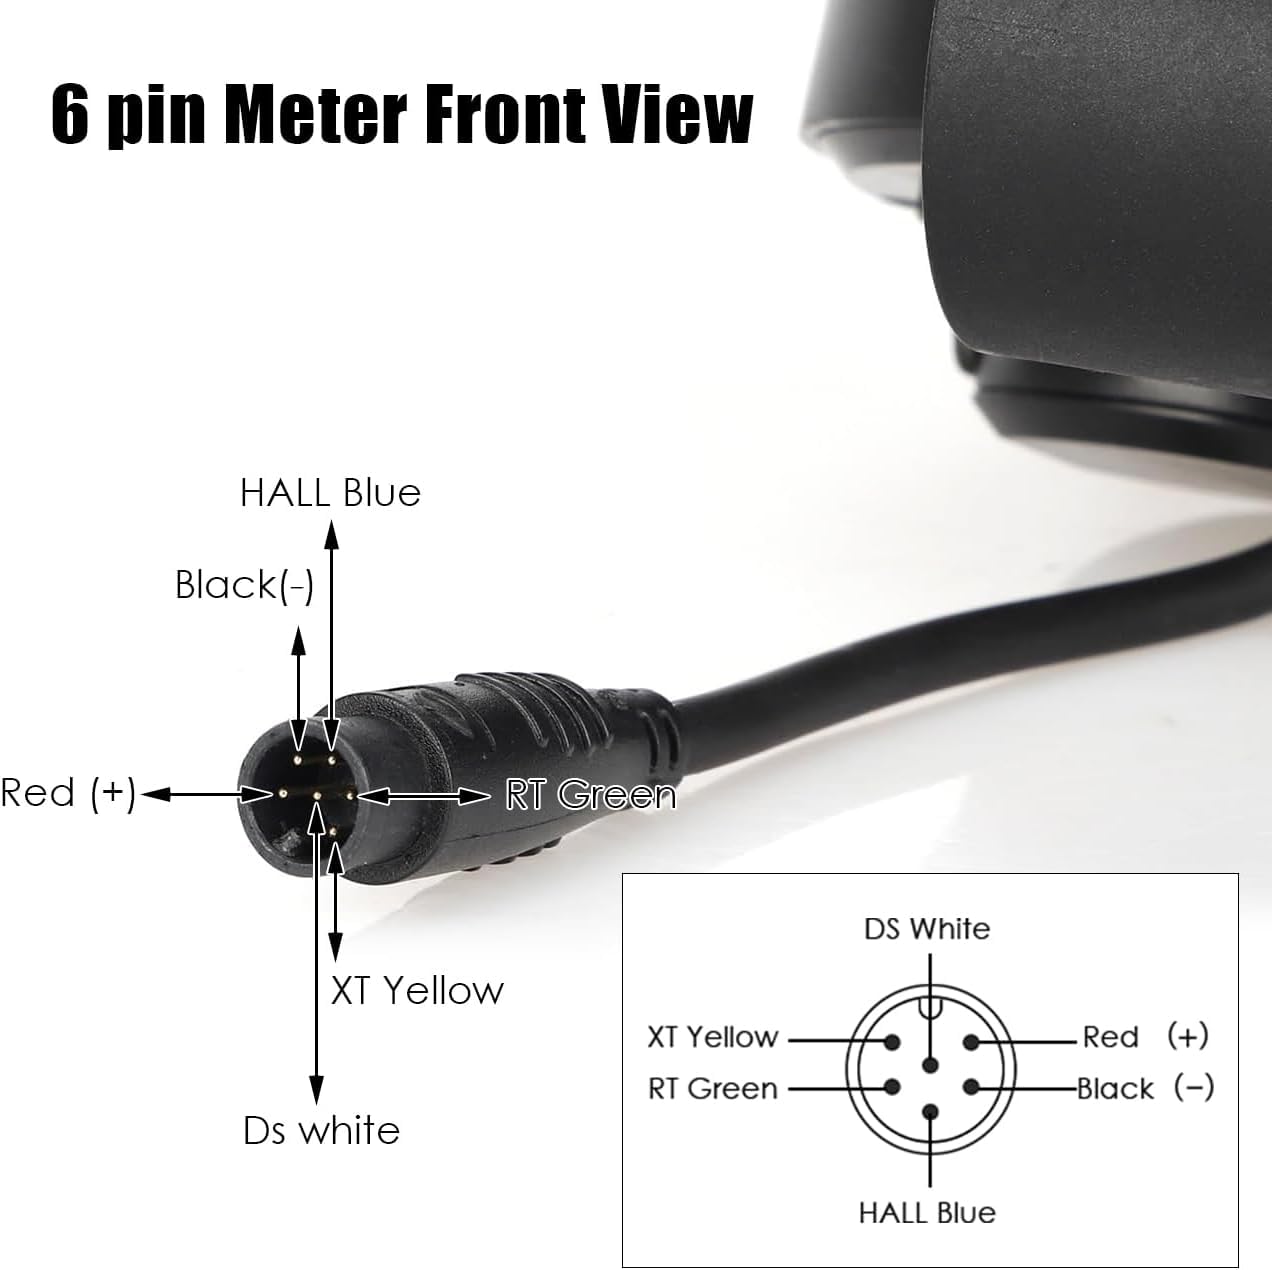 6 pin Meter Front View
HALL Blue
Black(-)
Red (+)
RT Green
XT Yellow
Ds white
DS White
XT Yellow
Red (+)
RT Green
Black (−)
HALL Blue